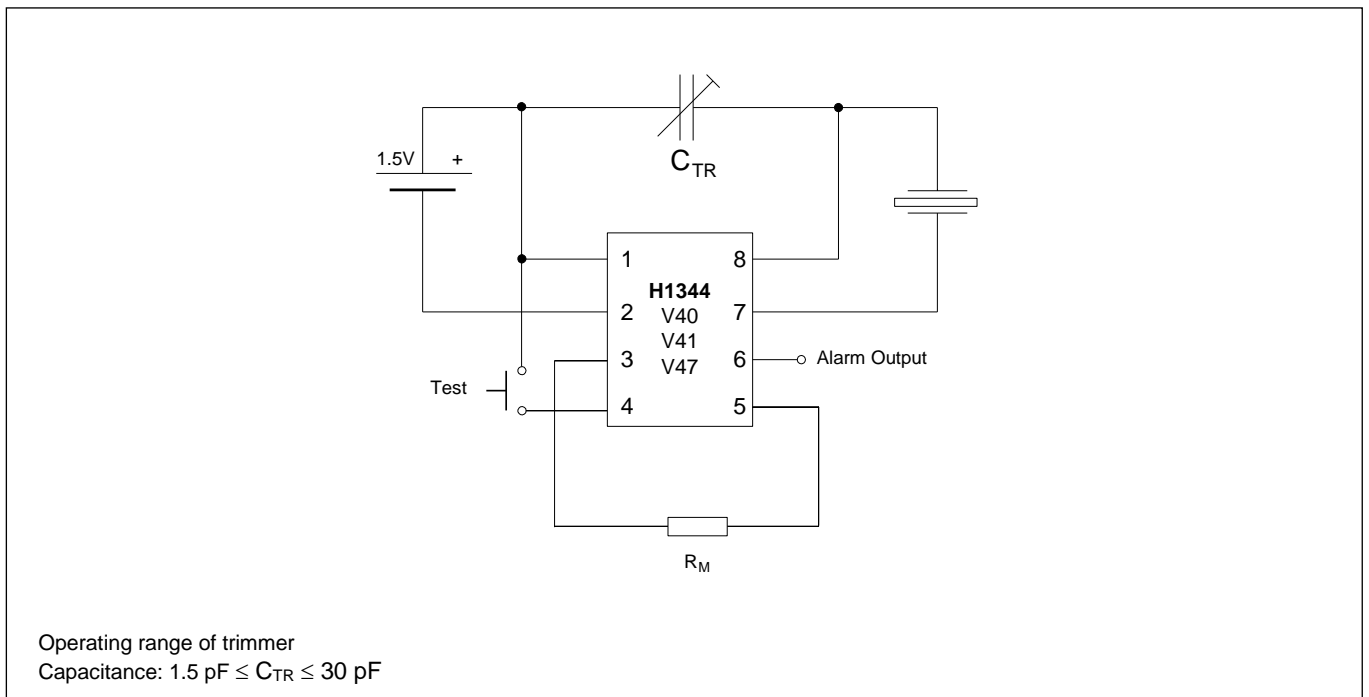 1.5V +
C_TR
1 8
H1344
V40
2 7
V41
3 6 Alarm Output
V47
Test
4 5
R_M
Operating range of trimmer
Capacitance: 1.5 pF ≤ C_TR ≤ 30 pF